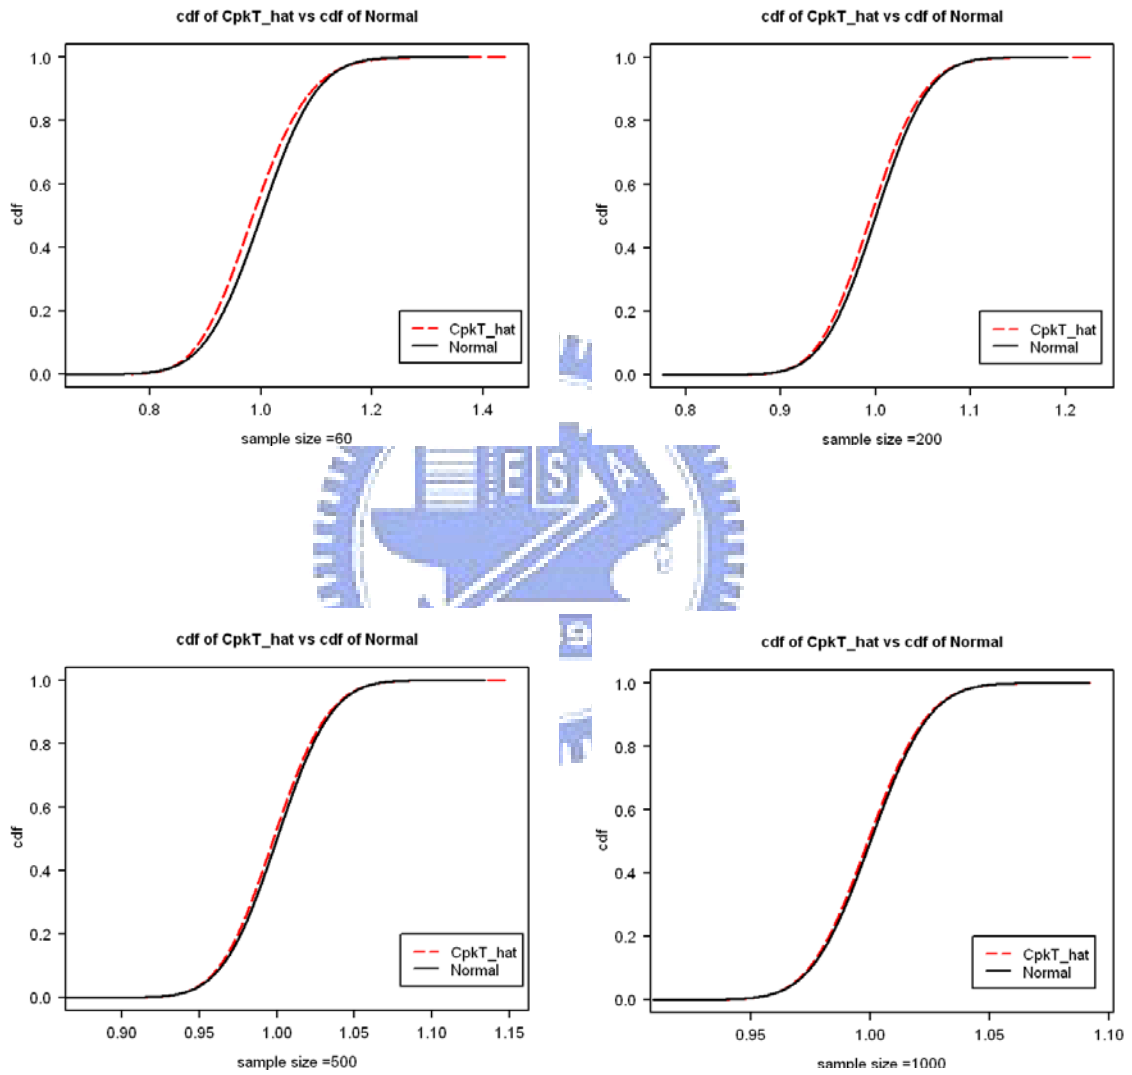 cdf of CpkT_hat vs cdf of Normal
cdf
1.0
0.8
0.6
0.4
0.2
0.0
CpkT_hat
Normal
0.8 1.0 1.2 1.4
sample size =60
cdf of CpkT_hat vs cdf of Normal
cdf
1.0
0.8
0.6
0.4
0.2
0.0
CpkT_hat
Normal
0.8 0.9 1.0 1.1 1.2
sample size =200
E S A
9
cdf of CpkT_hat vs cdf of Normal
cdf
1.0
0.8
0.6
0.4
0.2
0.0
CpkT_hat
Normal
0.90 0.95 1.00 1.05 1.10 1.15
sample size =500
cdf of CpkT_hat vs cdf of Normal
cdf
1.0
0.8
0.6
0.4
0.2
0.0
CpkT_hat
Normal
0.95 1.00 1.05 1.10
sample size =1000